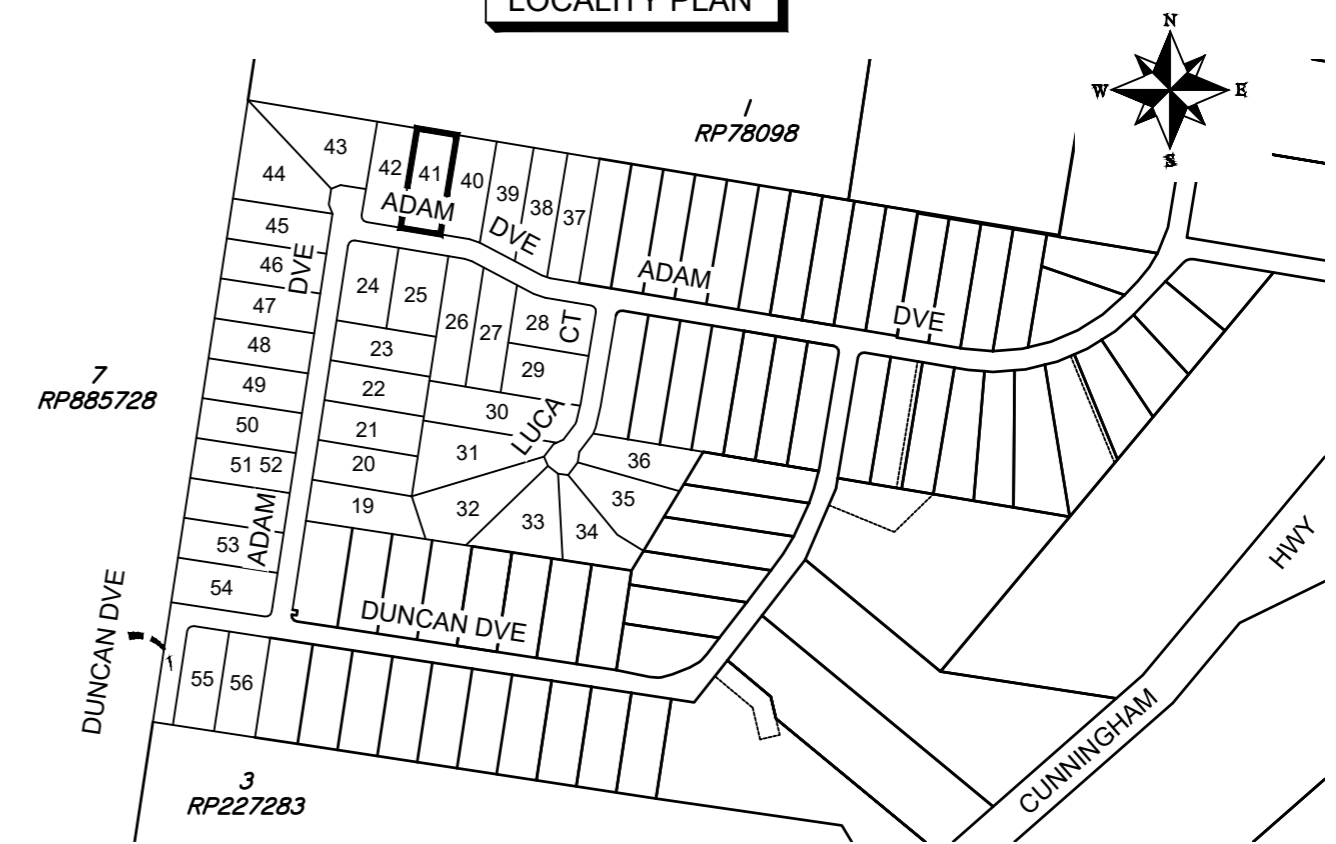 LOCALITY PLAN
N
W
E
S
1
RP78098
43
44
42
41
40
39
38
37
ADAM
DVE
45
46
DVE
47
48
49
50
51 52
ADAM
53
54
24
25
26
27
28
CT
29
23
22
21
20
19
30
LUCA
31
32
33
34
35
36
ADAM
DVE
7
RP885728
DUNCAN DVE
DUNCAN DVE
55
56
3
RP227283
HWY
CUNNINGHAM